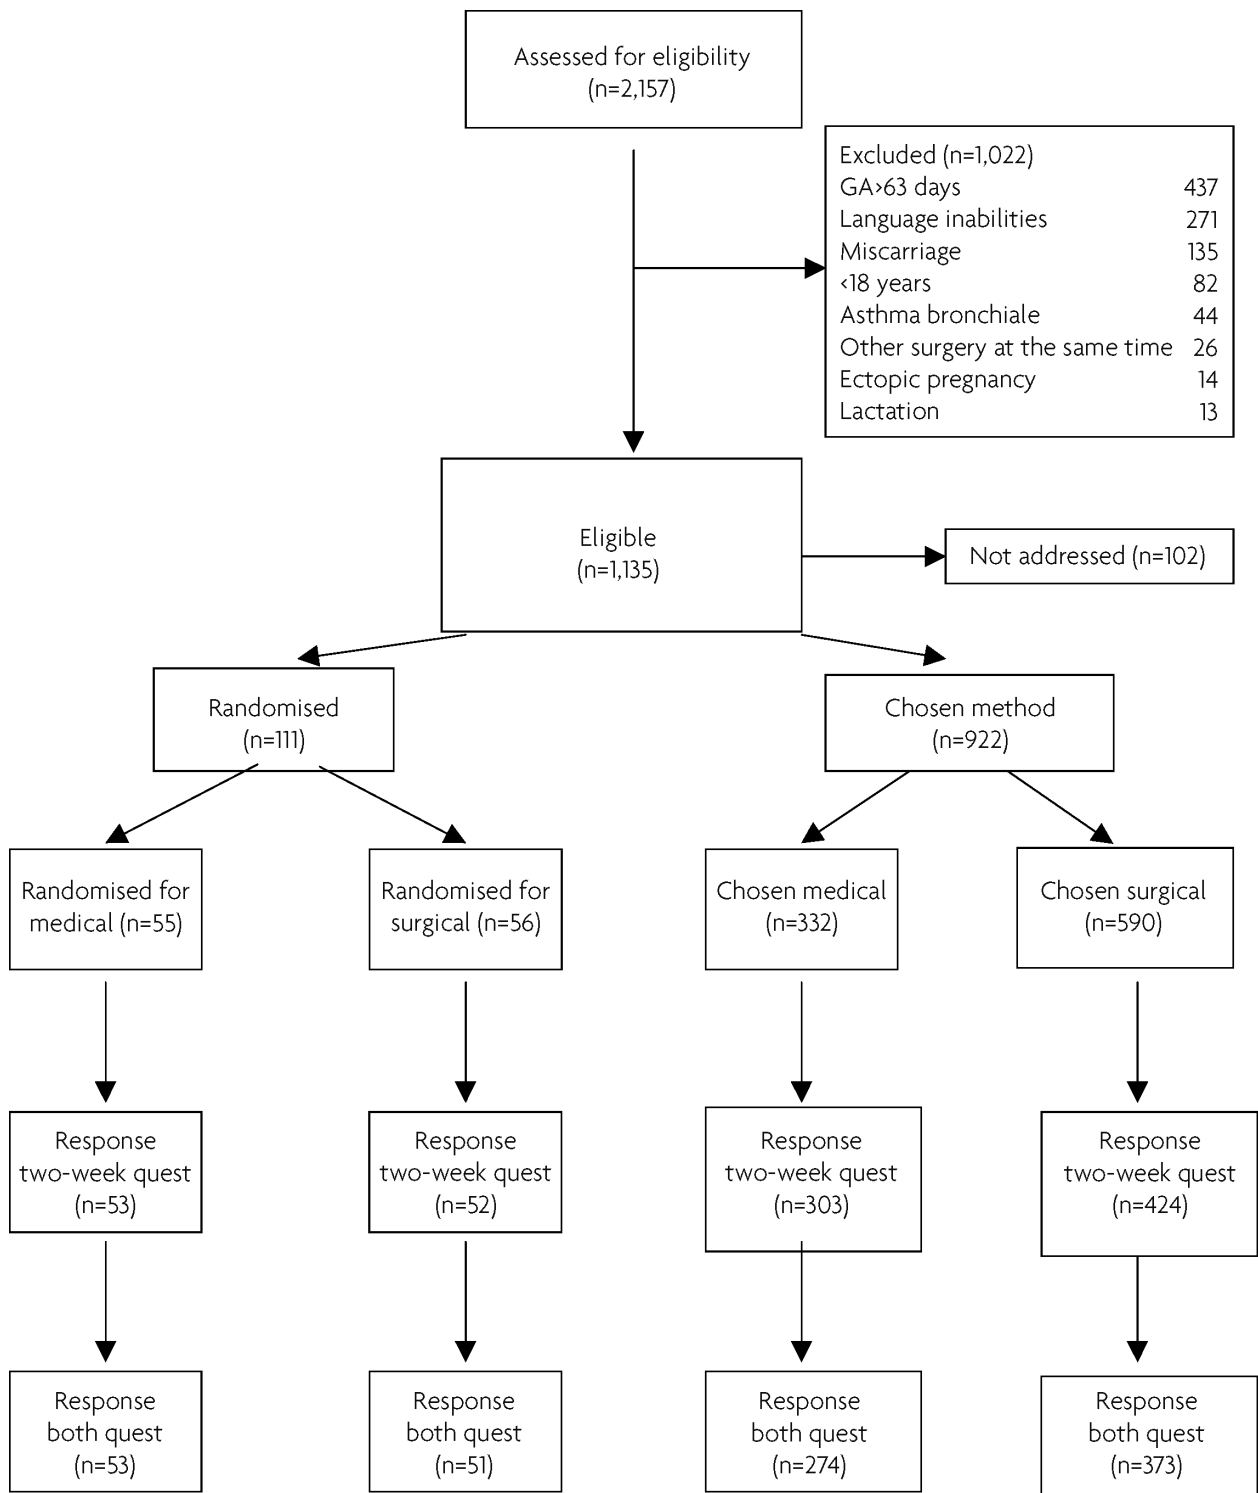 Assessed for eligibility
(n=2,157)
Excluded (n=1,022)
GA>63 days 437
Language inabilities 271
Miscarriage 135
<18 years 82
Asthma bronchiale 44
Other surgery at the same time 26
Ectopic pregnancy 14
Lactation 13
Eligible
(n=1,135)
Not addressed (n=102)
Randomised
(n=111)
Chosen method
(n=922)
Randomised for
medical (n=55)
Randomised for
surgical (n=56)
Chosen medical
(n=332)
Chosen surgical
(n=590)
Response
two-week quest
(n=53)
Response
two-week quest
(n=52)
Response
two-week quest
(n=303)
Response
two-week quest
(n=424)
Response
both quest
(n=53)
Response
both quest
(n=51)
Response
both quest
(n=274)
Response
both quest
(n=373)